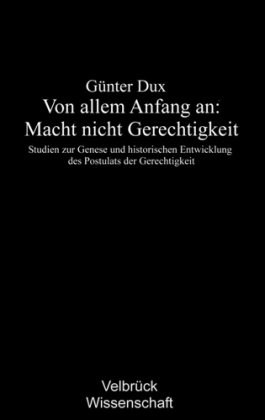 Günter Dux
Von allem Anfang an:
Macht nicht Gerechtigkeit
Studien zur Genese und historischen Entwicklung
des Postulats der Gerechtigkeit
Velbrück
Wissenschaft